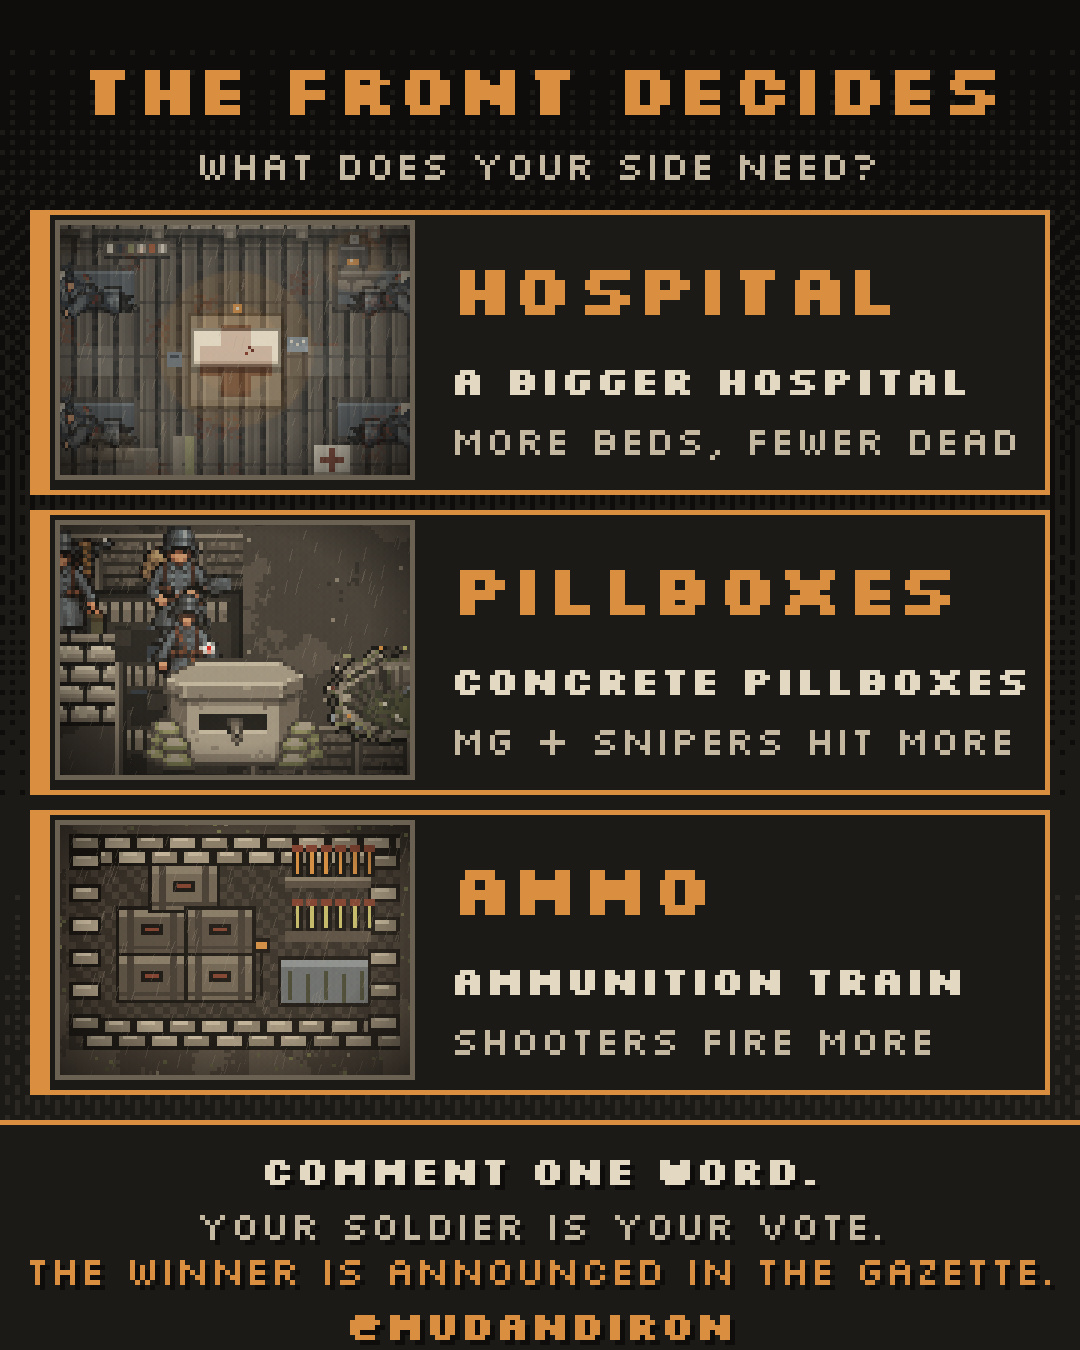 THE FRONT DECIDES
WHAT DOES YOUR SIDE NEED?
HOSPITAL
A BIGGER HOSPITAL
MORE BEDS, FEWER DEAD
PILLBOXES
CONCRETE PILLBOXES
MG + SNIPERS HIT MORE
AMMO
AMMUNITION TRAIN
SHOOTERS FIRE MORE
COMMENT ONE WORD.
YOUR SOLDIER IS YOUR VOTE.
THE WINNER IS ANNOUNCED IN THE GAZETTE.
@MUDANDIRON